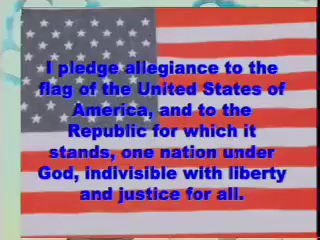 I pledge allegiance to the
flag of the United States of
America, and to the
Republic for which it
stands, one nation under
God, indivisible with liberty
and justice for all.